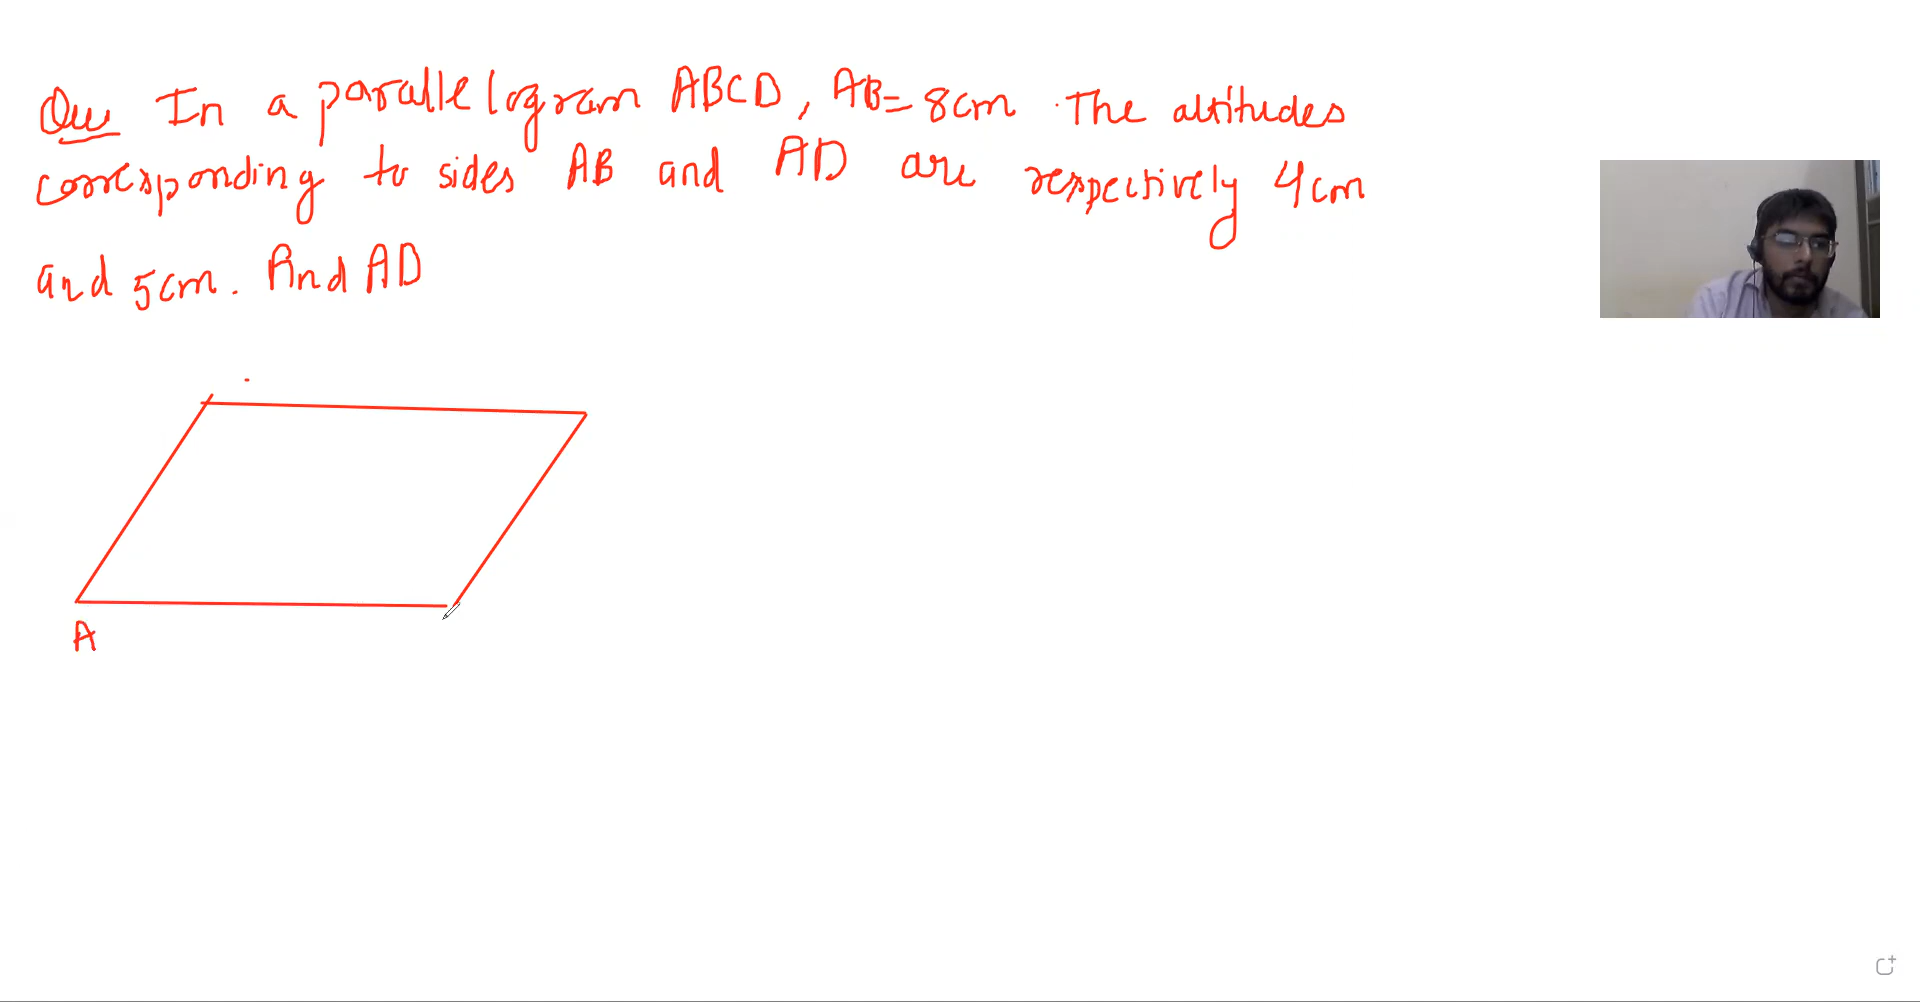 Que In a parallelogram ABCD, AB= 8cm . The altitudes
corresponding to sides AB and AD are respectively 4cm
and 5cm. Find AD
A